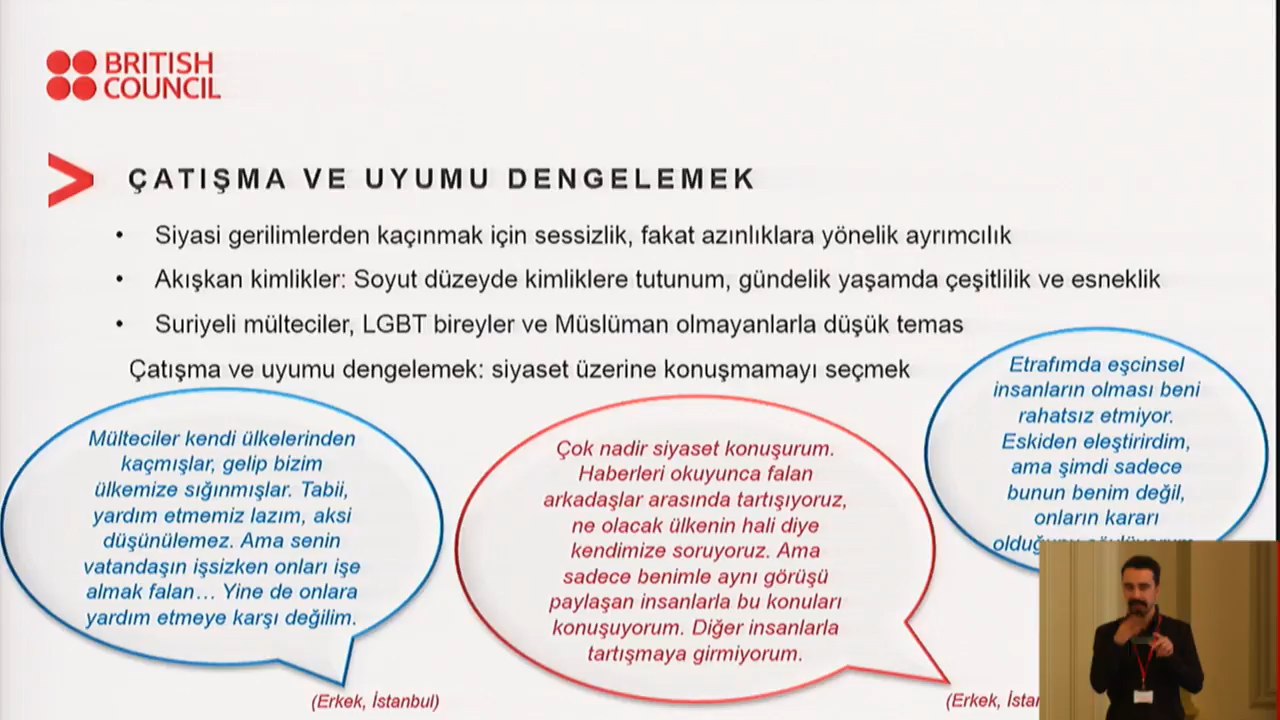 BRITISH
COUNCIL
ÇATIŞMA VE UYUMU DENGELEMEK
• Siyasi gerilimlerden kaçınmak için sessizlik, fakat azınlıklara yönelik ayrımcılık
• Akışkan kimlikler: Soyut düzeyde kimliklere tutunum, gündelik yaşamda çeşitlilik ve esneklik
• Suriyeli mülteciler, LGBT bireyler ve Müslüman olmayanlarla düşük temas
Çatışma ve uyumu dengelemek: siyaset üzerine konuşmamayı seçmek
Mülteciler kendi ülkelerinden
kaçmışlar, gelip bizim
ülkemize sığınmışlar. Tabii,
yardım etmemiz lazım, aksi
düşünülemez. Ama senin
vatandaşın işsizken onları işe
almak falan… Yine de onlara
yardım etmeye karşı değilim.
(Erkek, İstanbul)
Çok nadir siyaset konuşurum.
Haberleri okuyunca falan
arkadaşlar arasında tartışıyoruz,
ne olacak ülkenin hali diye
kendimize soruyoruz. Ama
sadece benimle aynı görüşü
paylaşan insanlarla bu konuları
konuşuyorum. Diğer insanlarla
tartışmaya girmiyorum.
(Erkek,
Etrafımda eşcinsel
insanların olması beni
rahatsız etmiyor.
Eskiden eleştirirdim,
ama şimdi sadece
bunun benim değil,
onların kararı